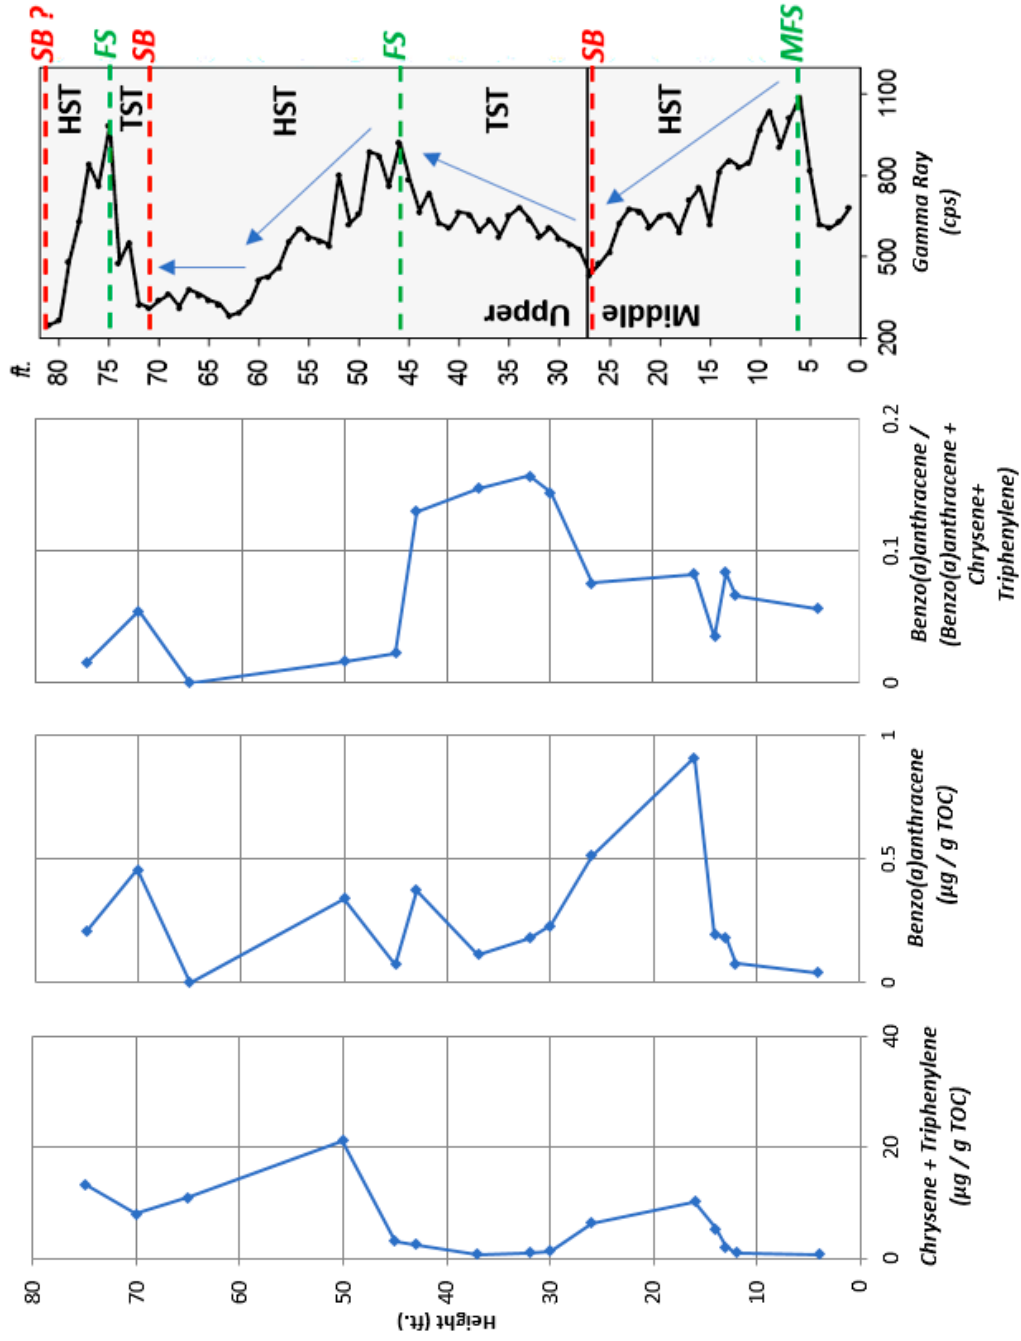 SB ?
FS
SB
FS
SB
MFS
HST
TST
HST
TST
HST
Upper
Middle
1100
800
500
200
Gamma Ray
(cps)
ft.
80
75
70
65
60
55
50
45
40
35
30
25
20
15
10
5
0
0.2
0.1
0
Benzo(a)anthracene /
(Benzo(a)anthracene +
Chrysene+
Triphenylene)
1
0.5
0
Benzo(a)anthracene
(µg / g TOC)
40
20
0
Chrysene + Triphenylene
(µg / g TOC)
80
70
60
50
40
30
20
10
0
Height (ft.)